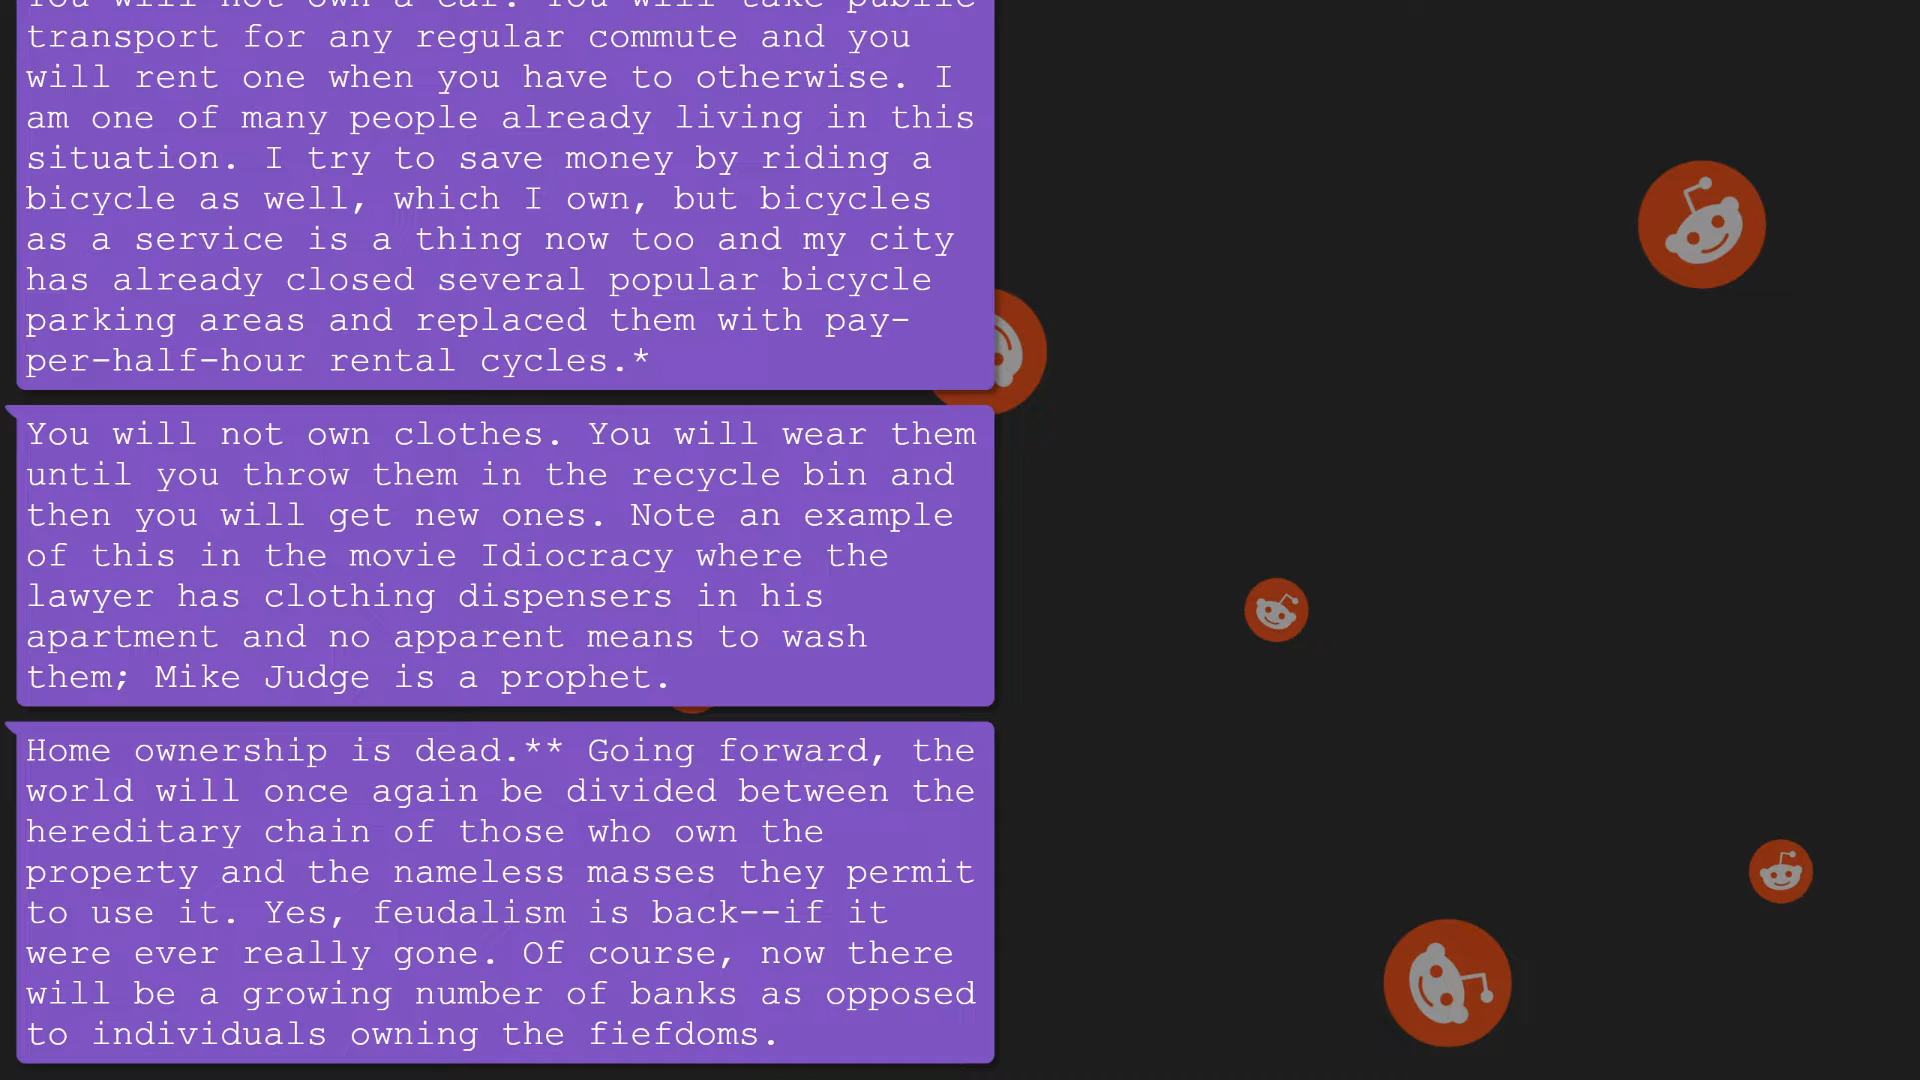 You will not own a car. You will take public
transport for any regular commute and you
will rent one when you have to otherwise. I
am one of many people already living in this
situation. I try to save money by riding a
bicycle as well, which I own, but bicycles
as a service is a thing now too and my city
has already closed several popular bicycle
parking areas and replaced them with pay-
per-half-hour rental cycles.*
You will not own clothes. You will wear them
until you throw them in the recycle bin and
then you will get new ones. Note an example
of this in the movie Idiocracy where the
lawyer has clothing dispensers in his
apartment and no apparent means to wash
them; Mike Judge is a prophet.
Home ownership is dead.** Going forward, the
world will once again be divided between the
hereditary chain of those who own the
property and the nameless masses they permit
to use it. Yes, feudalism is back--if it
were ever really gone. Of course, now there
will be a growing number of banks as opposed
to individuals owning the fiefdoms.